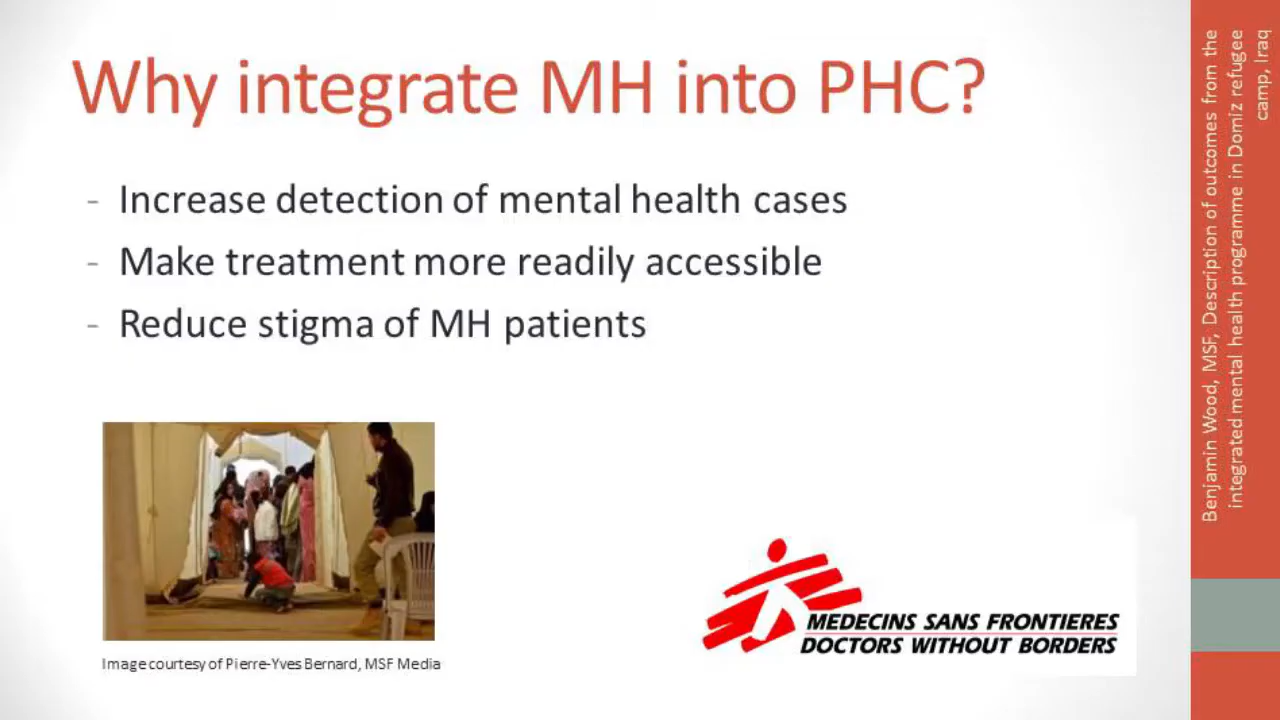 Why integrate MH into PHC?
- Increase detection of mental health cases
- Make treatment more readily accessible
- Reduce stigma of MH patients
Image courtesy of Pierre-Yves Bernard, MSF Media
MEDECINS SANS FRONTIERES
DOCTORS WITHOUT BORDERS
Benjamin Wood, MSF, Description of outcomes from the
integrated mental health programme in Domiz refugee
camp, Iraq